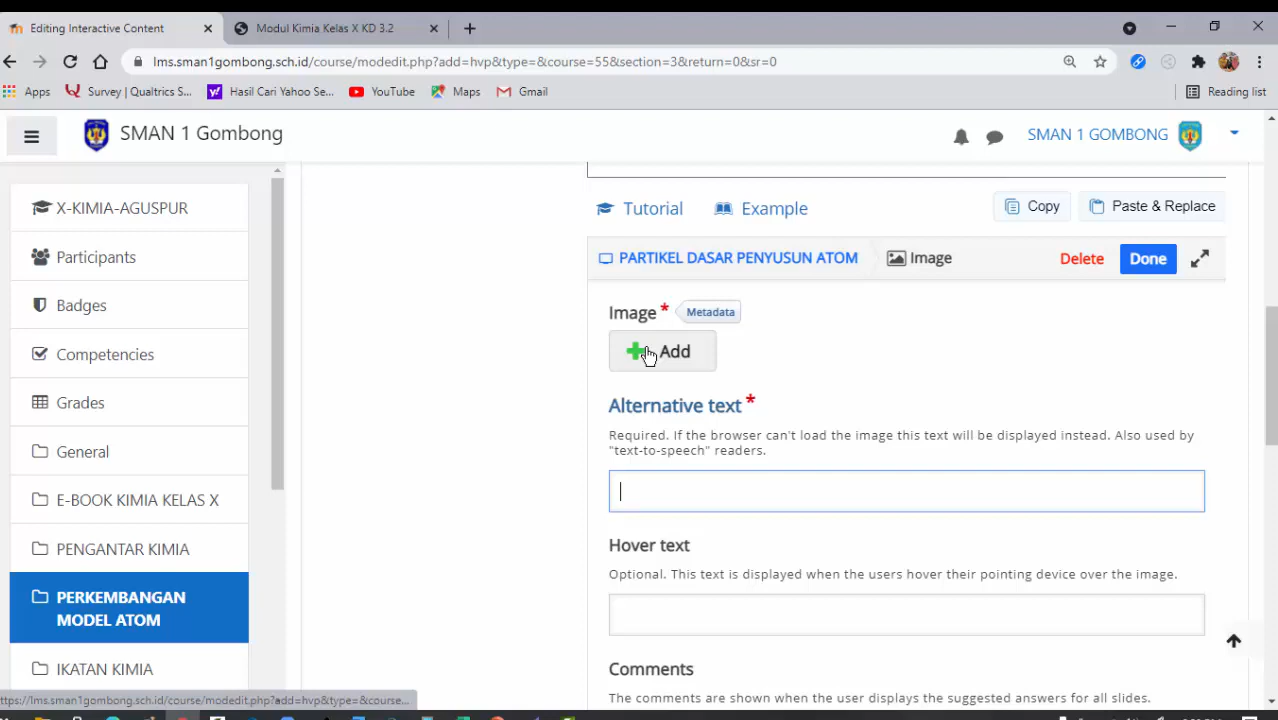 Editing Interactive Content
Modul Kimia Kelas X KD 3.2
lms.sman1gombong.sch.id/course/modedit.php?add=hvp&type=&course=55&section=3&return=0&sr=0
Apps
Survey | Qualtrics S...
Hasil Cari Yahoo Se...
YouTube
Maps
Gmail
Reading list
SMAN 1 Gombong
SMAN 1 GOMBONG
X-KIMIA-AGUSPUR
Participants
Badges
Competencies
Grades
General
E-BOOK KIMIA KELAS X
PENGANTAR KIMIA
PERKEMBANGAN
MODEL ATOM
IKATAN KIMIA
Tutorial
Example
Copy
Paste & Replace
PARTIKEL DASAR PENYUSUN ATOM
Image
Delete
Done
Image *
Metadata
Add
Alternative text *
Required. If the browser can't load the image this text will be displayed instead. Also used by
"text-to-speech" readers.
Hover text
Optional. This text is displayed when the users hover their pointing device over the image.
Comments
The comments are shown when the user displays the suggested answers for all slides.
https://lms.sman1gombong.sch.id/course/modedit.php?add=hvp&type=&course...